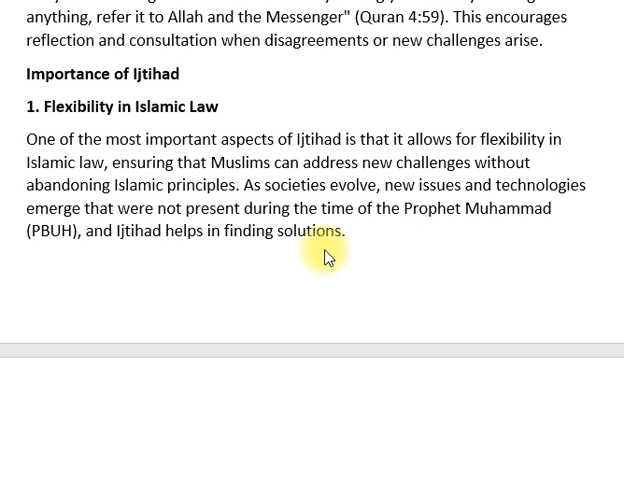 anything, refer it to Allah and the Messenger" (Quran 4:59). This encourages
reflection and consultation when disagreements or new challenges arise.
Importance of Ijtihad
1. Flexibility in Islamic Law
One of the most important aspects of Ijtihad is that it allows for flexibility in
Islamic law, ensuring that Muslims can address new challenges without
abandoning Islamic principles. As societies evolve, new issues and technologies
emerge that were not present during the time of the Prophet Muhammad
(PBUH), and Ijtihad helps in finding solutions.